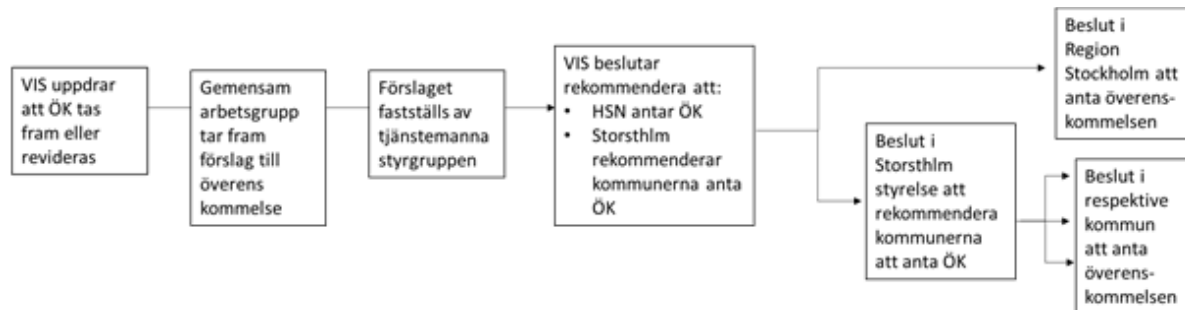 VIS uppdrar
att ÖK tas
fram eller
revideras
Gemensam
arbetsgrupp
tar fram
förslag till
överens
kommelse
Förslaget
fastställs av
tjänstemanna
styrgruppen
VIS beslutar
rekommendera att:
• HSN antar ÖK
• Storsthlm
rekommenderar
kommunerna anta
ÖK
Beslut i
Region
Stockholm att
anta överens-
kommelsen
Beslut i
Storsthlm
styrelse att
rekommendera
kommunerna
att anta ÖK
Beslut i
respektive
kommun
att anta
överens-
kommelsen